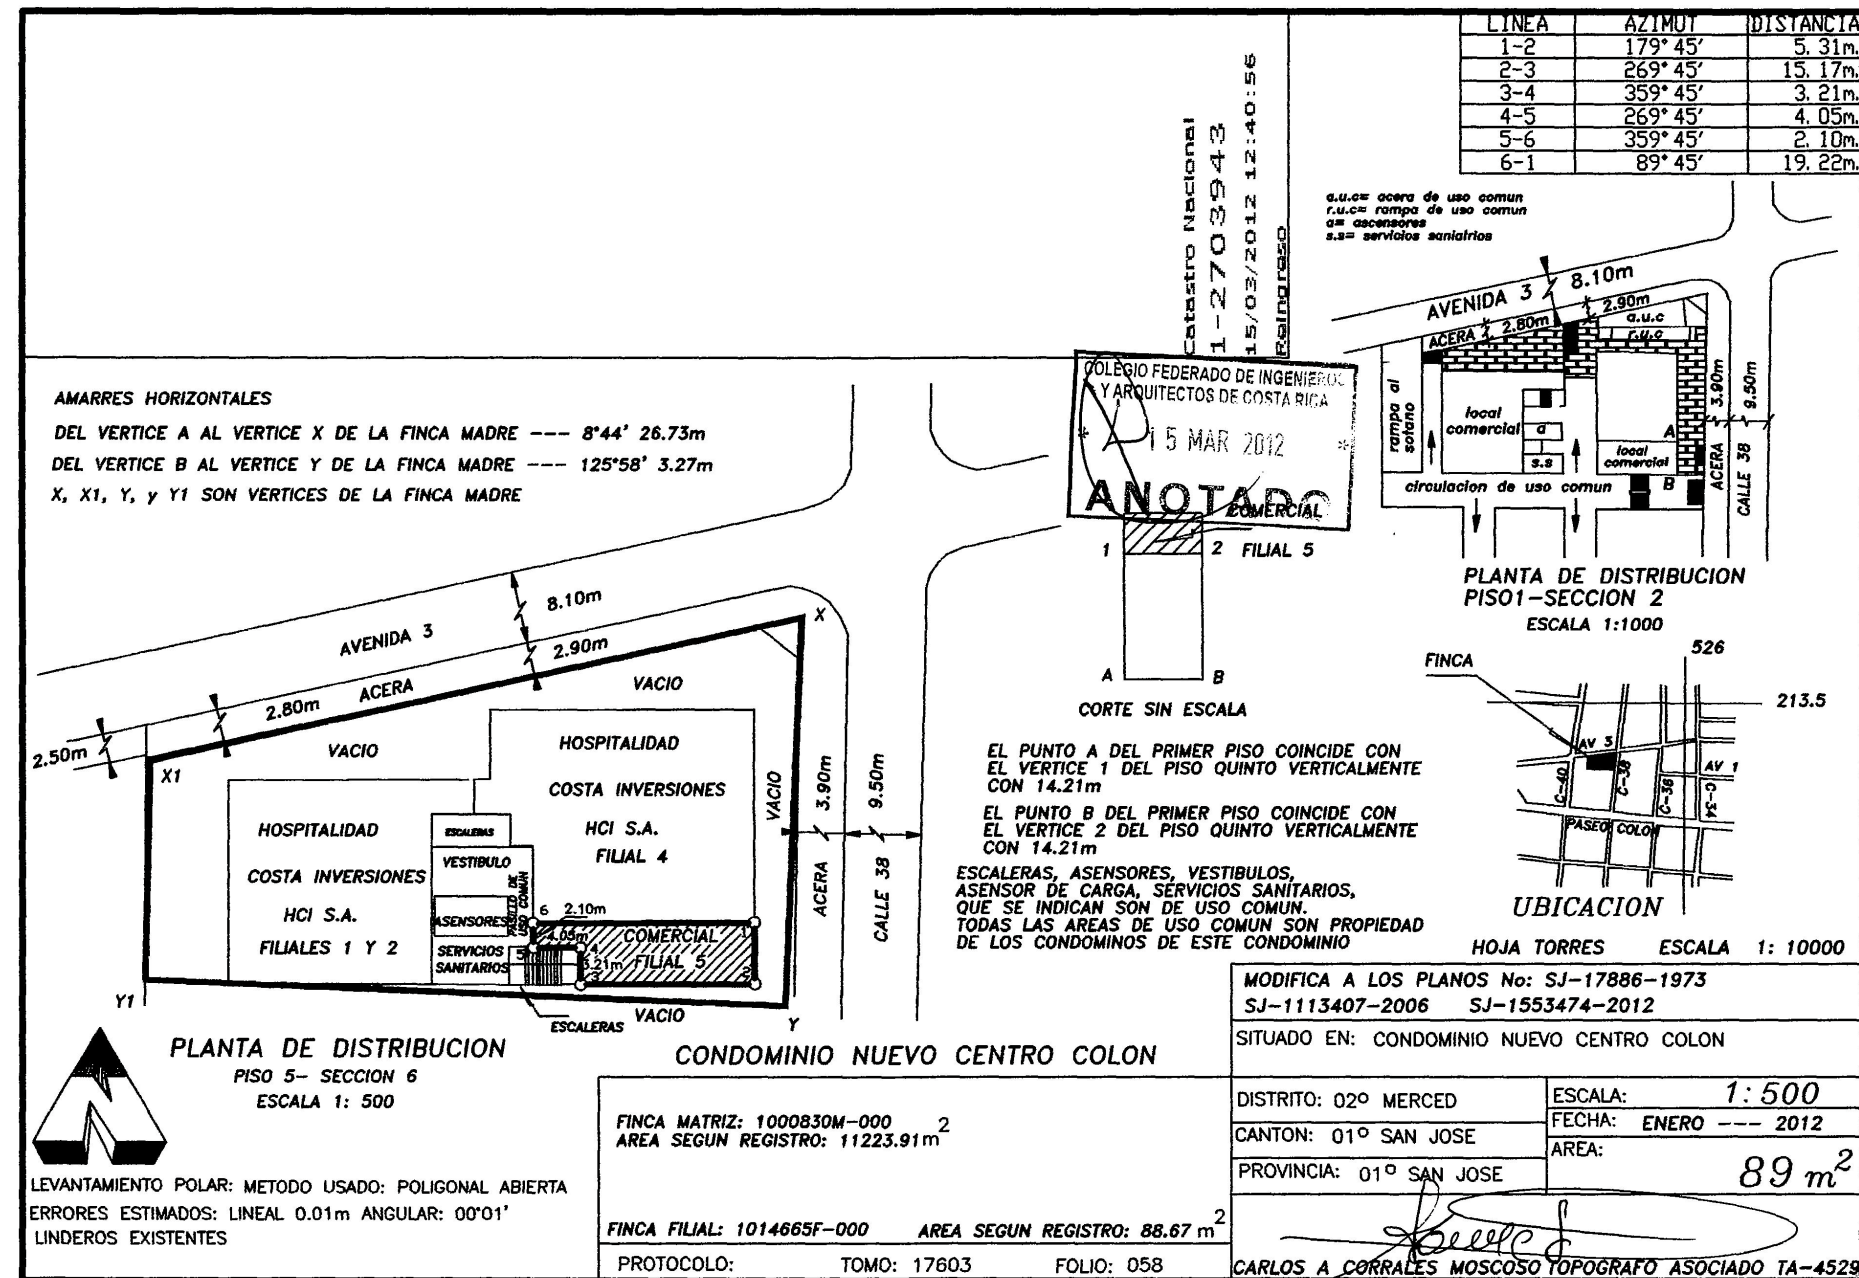 LINEA AZIMUT DISTANCIA
1-2 179°45′ 5.31m.
2-3 269°45′ 15.17m.
3-4 359°45′ 3.21m.
4-5 269°45′ 4.05m.
5-6 359°45′ 2.10m.
6-1 89°45′ 19.22m.
Catastro Nacional
1-2703943
15/03/2012 12:40:56
Reingreso
a.u.c= acera de uso comun
r.u.c= rampa de uso comun
a= ascensores
s.s= servicios saniatrios
AVENIDA 3
8.10m
ACERA
2.80m
2.90m
a.u.c
r.u.c
rampa al
sotano
local
comercial
a
s.s
A
local
comercial
B
circulacion de uso comun
3.90m
9.50m
ACERA
CALLE 38
PLANTA DE DISTRIBUCION
PISO1-SECCION 2
ESCALA 1:1000
COLEGIO FEDERADO DE INGENIEROS
Y ARQUITECTOS DE COSTA RICA
* 15 MAR 2012 *
ANOTADO
COMERCIAL
1 2 FILIAL 5
A B
CORTE SIN ESCALA
AMARRES HORIZONTALES
DEL VERTICE A AL VERTICE X DE LA FINCA MADRE --- 8°44' 26.73m
DEL VERTICE B AL VERTICE Y DE LA FINCA MADRE --- 125°58' 3.27m
X, X1, Y, y Y1 SON VERTICES DE LA FINCA MADRE
AVENIDA 3
8.10m
2.90m
ACERA
2.80m
2.50m
X
X1
VACIO
VACIO
HOSPITALIDAD
COSTA INVERSIONES
HCI S.A.
FILIAL 4
VACIO
ACERA 3.90m
CALLE 38 9.50m
HOSPITALIDAD
COSTA INVERSIONES
HCI S.A.
FILIALES 1 Y 2
ESCALERAS
VESTIBULO
PASILLO DE
USO COMUN
ASENSORES
SERVICIOS
SANITARIOS
6 2.10m
1
4.05m 4
5
COMERCIAL
3.21m FILIAL 5
3 2
Y1
ESCALERAS
VACIO
Y
EL PUNTO A DEL PRIMER PISO COINCIDE CON
EL VERTICE 1 DEL PISO QUINTO VERTICALMENTE
CON 14.21m
EL PUNTO B DEL PRIMER PISO COINCIDE CON
EL VERTICE 2 DEL PISO QUINTO VERTICALMENTE
CON 14.21m
ESCALERAS, ASENSORES, VESTIBULOS,
ASENSOR DE CARGA, SERVICIOS SANITARIOS,
QUE SE INDICAN SON DE USO COMUN.
TODAS LAS AREAS DE USO COMUN SON PROPIEDAD
DE LOS CONDOMINOS DE ESTE CONDOMINIO
FINCA
526
213.5
AV 3
AV 1
C-40
C-38
C-36
C-34
PASEO COLON
UBICACION
HOJA TORRES ESCALA 1: 10000
PLANTA DE DISTRIBUCION
PISO 5- SECCION 6
ESCALA 1: 500
N
LEVANTAMIENTO POLAR: METODO USADO: POLIGONAL ABIERTA
ERRORES ESTIMADOS: LINEAL 0.01m ANGULAR: 00°01'
LINDEROS EXISTENTES
CONDOMINIO NUEVO CENTRO COLON
FINCA MATRIZ: 1000830M-000
AREA SEGUN REGISTRO: 11223.91m2
FINCA FILIAL: 1014665F-000 AREA SEGUN REGISTRO: 88.67 m2
PROTOCOLO: TOMO: 17603 FOLIO: 058
MODIFICA A LOS PLANOS No: SJ-17886-1973
SJ-1113407-2006 SJ-1553474-2012
SITUADO EN: CONDOMINIO NUEVO CENTRO COLON
DISTRITO: 02º MERCED
CANTON: 01º SAN JOSE
PROVINCIA: 01º SAN JOSE
ESCALA: 1:500
FECHA: ENERO --- 2012
AREA:
89 m2
CARLOS A CORRALES MOSCOSO TOPOGRAFO ASOCIADO TA-4529